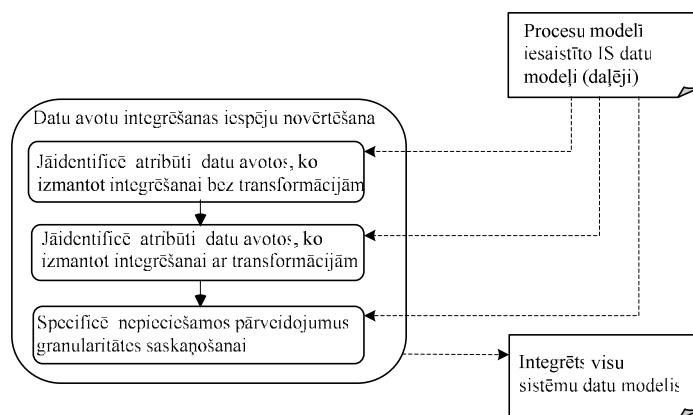 Procesu modelī
iesaistīto IS datu
modeļi (daļēji)
Datu avotu integrēšanas iespēju novērtēšana
Jāidentificē atribūti datu avotos, ko
izmantot integrēšanai bez transformācijām
Jāidentificē atribūti datu avotos, ko
izmantot integrēšanai ar transformācijām
Specificē nepieciešamos pārveidojumus
granularitātes saskaņošanai
Integrēts visu
sistēmu datu modelis